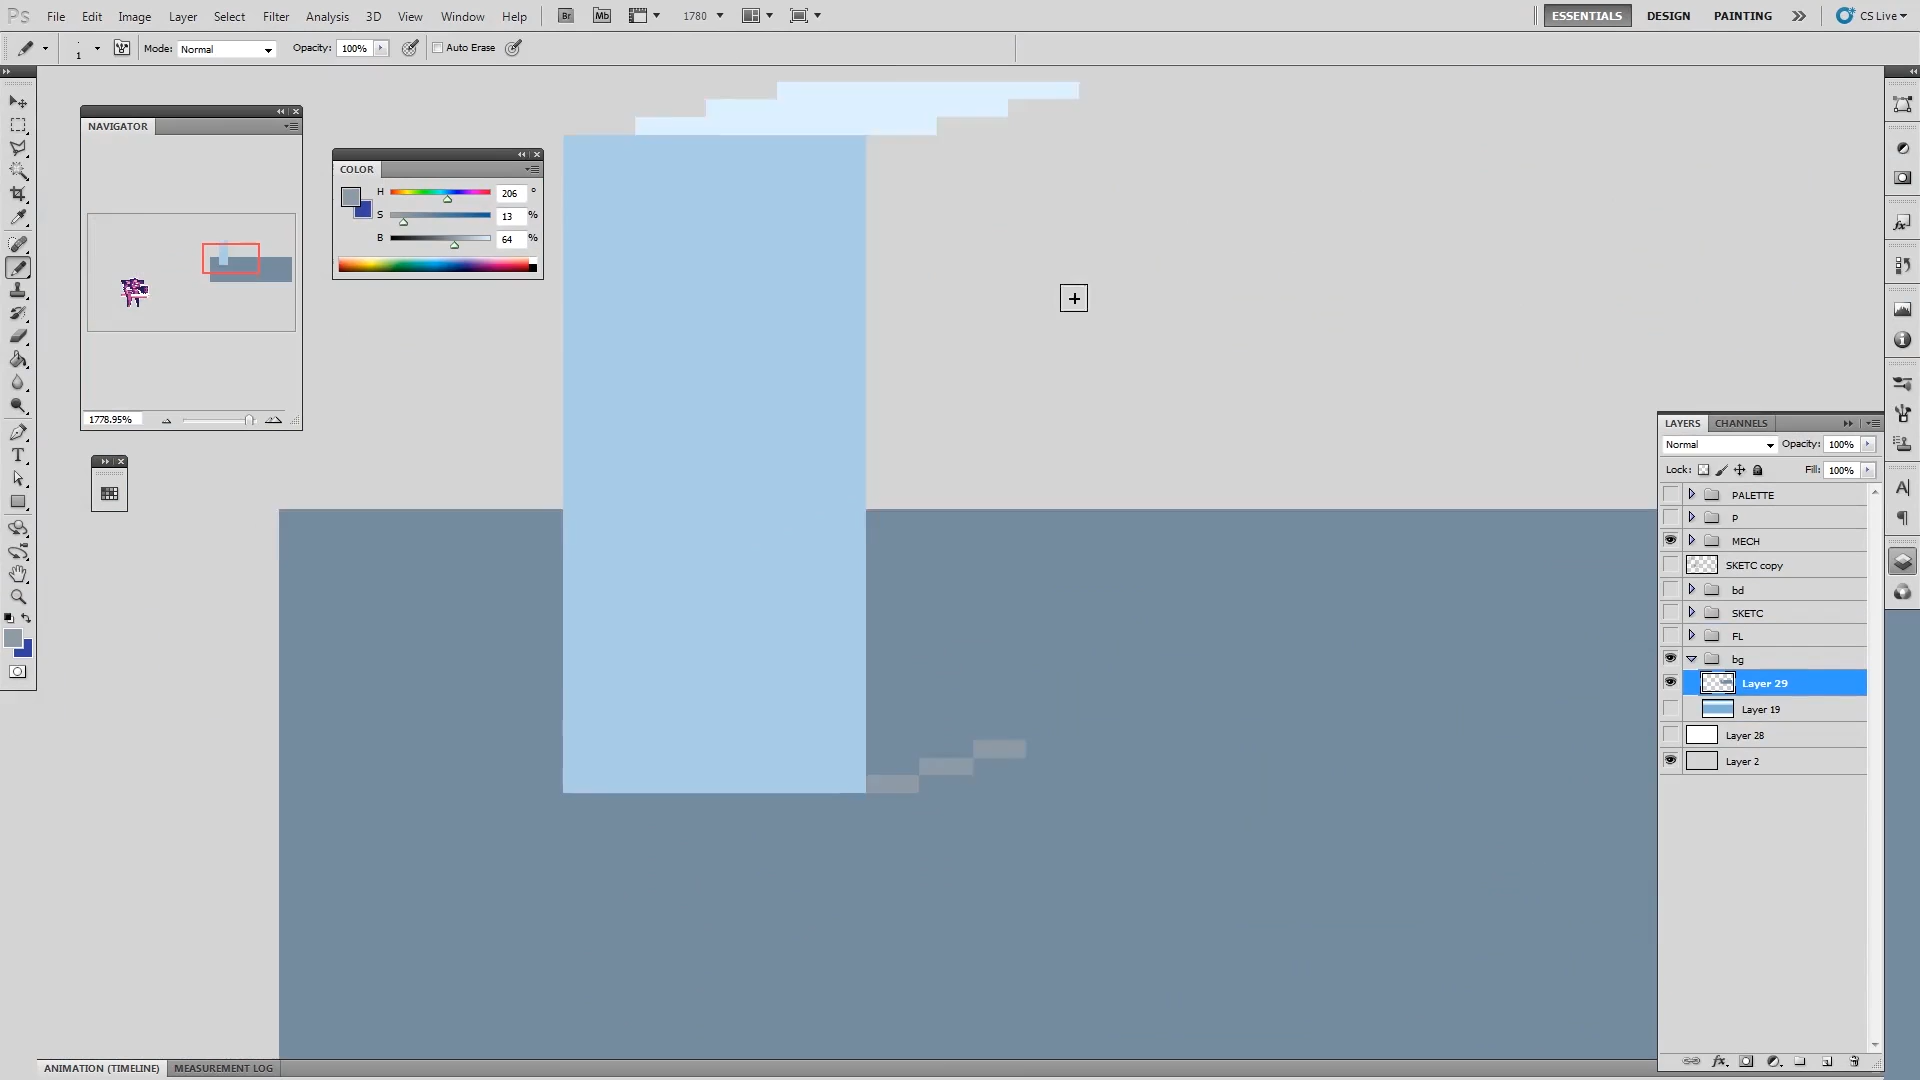 Ps File Edit Image Layer Select Filter Analysis 3D View Window Help Br Mb 1780 ESSENTIALS DESIGN PAINTING CS Live
1 Mode: Normal Opacity: 100% Auto Erase
NAVIGATOR
1778.95%
COLOR
H 206 °
S 13 %
B 64 %
LAYERS CHANNELS
Normal Opacity: 100%
Lock: Fill: 100%
PALETTE
P
MECH
SKETC copy
bd
SKETC
FL
bg
Layer 29
Layer 19
Layer 28
Layer 2
ANIMATION (TIMELINE) MEASUREMENT LOG